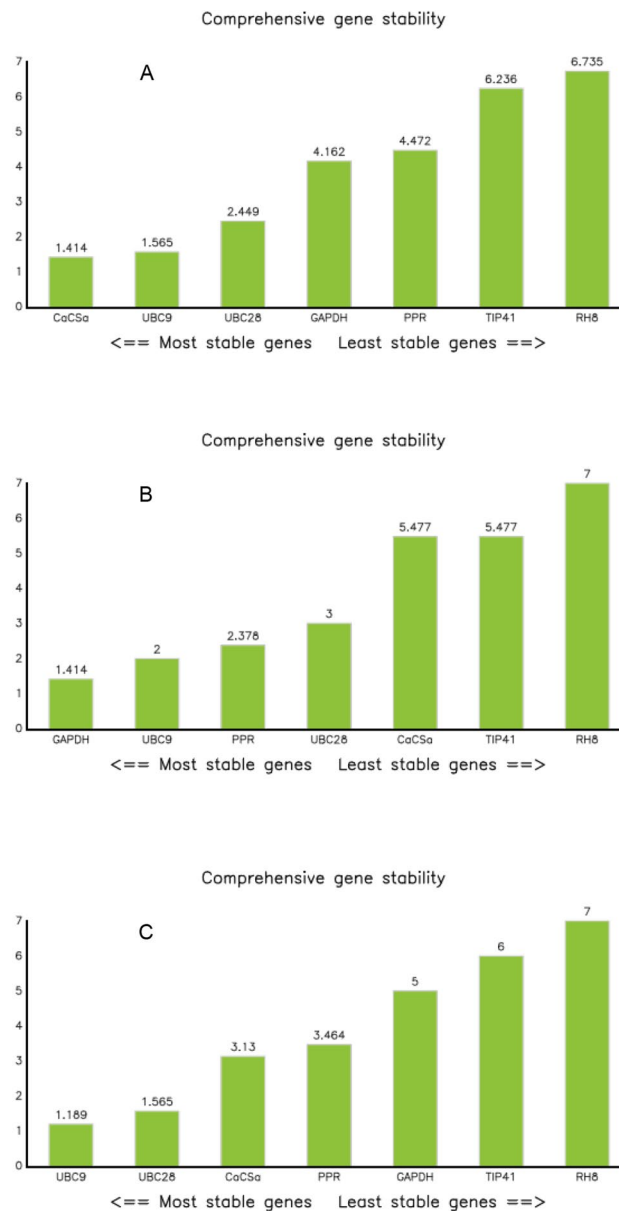 Comprehensive gene stability
A
7
6
5
4
3
2
1
0
1.414 1.565 2.449 4.162 4.472 6.236 6.735
CaCSa UBC9 UBC28 GAPDH PPR TIP41 RH8
<== Most stable genes Least stable genes ==>
Comprehensive gene stability
B
7
6
5
4
3
2
1
0
1.414 2 2.378 3 5.477 5.477 7
GAPDH UBC9 PPR UBC28 CaCSa TIP41 RH8
<== Most stable genes Least stable genes ==>
Comprehensive gene stability
C
7
6
5
4
3
2
1
0
1.189 1.565 3.13 3.464 5 6 7
UBC9 UBC28 CaCSa PPR GAPDH TIP41 RH8
<== Most stable genes Least stable genes ==>